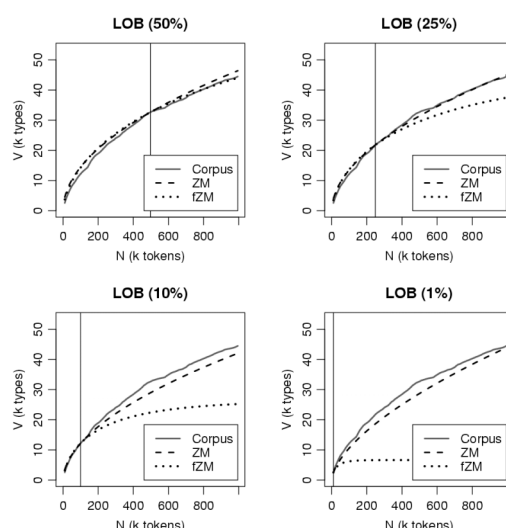 LOB (50%)
V (k types)
50
40
30
20
10
0
Corpus
ZM
fZM
0 200 400 600 800
N (k tokens)
LOB (25%)
V (k types)
50
40
30
20
10
0
Corpus
ZM
fZM
0 200 400 600 800
N (k tokens)
LOB (10%)
V (k types)
50
40
30
20
10
0
Corpus
ZM
fZM
0 200 400 600 800
N (k tokens)
LOB (1%)
V (k types)
50
40
30
20
10
0
Corpus
ZM
fZM
0 200 400 600 800
N (k tokens)